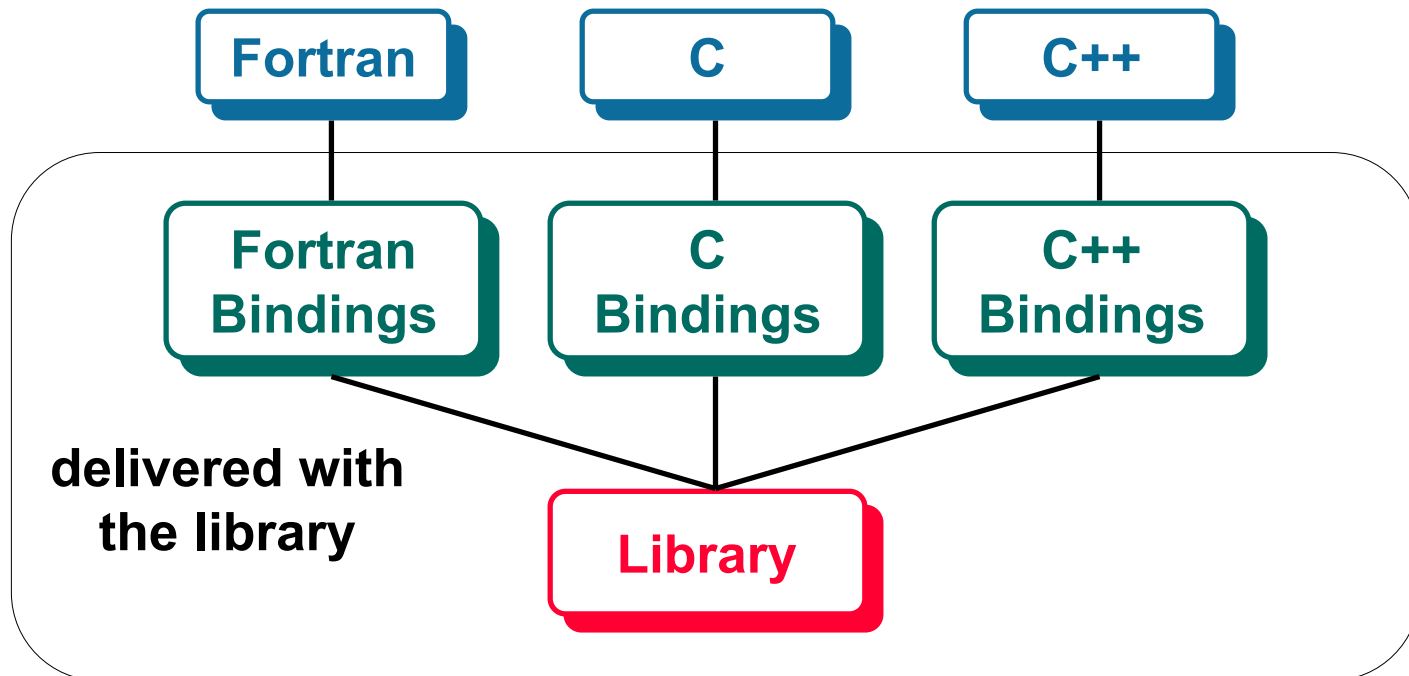 Fortran
C
C++
Fortran
Bindings
C
Bindings
C++
Bindings
delivered with
the library
Library